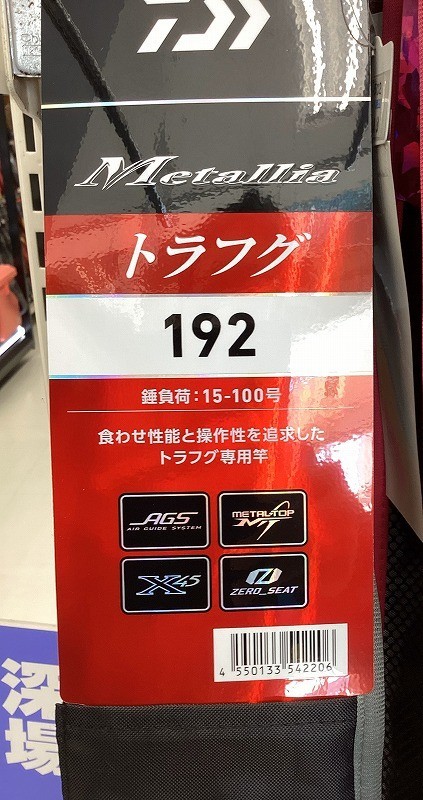 Metallia
トラフグ
192
錘負荷:15-100号
食わせ性能と操作性を追求した
トラフグ専用竿
AGS
AIR GUIDE SYSTEM
METAL-TOP
MT
X45
ZERO_SEAT
4 550133 542206
深場